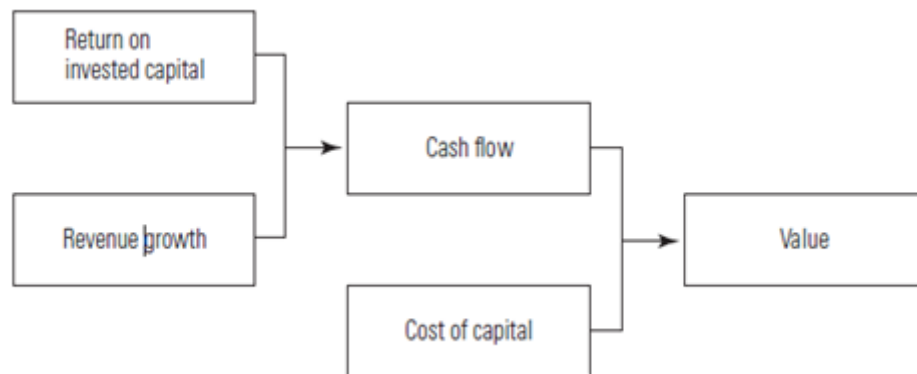 Return on
invested capital
Cash flow
Revenue growth
Value
Cost of capital